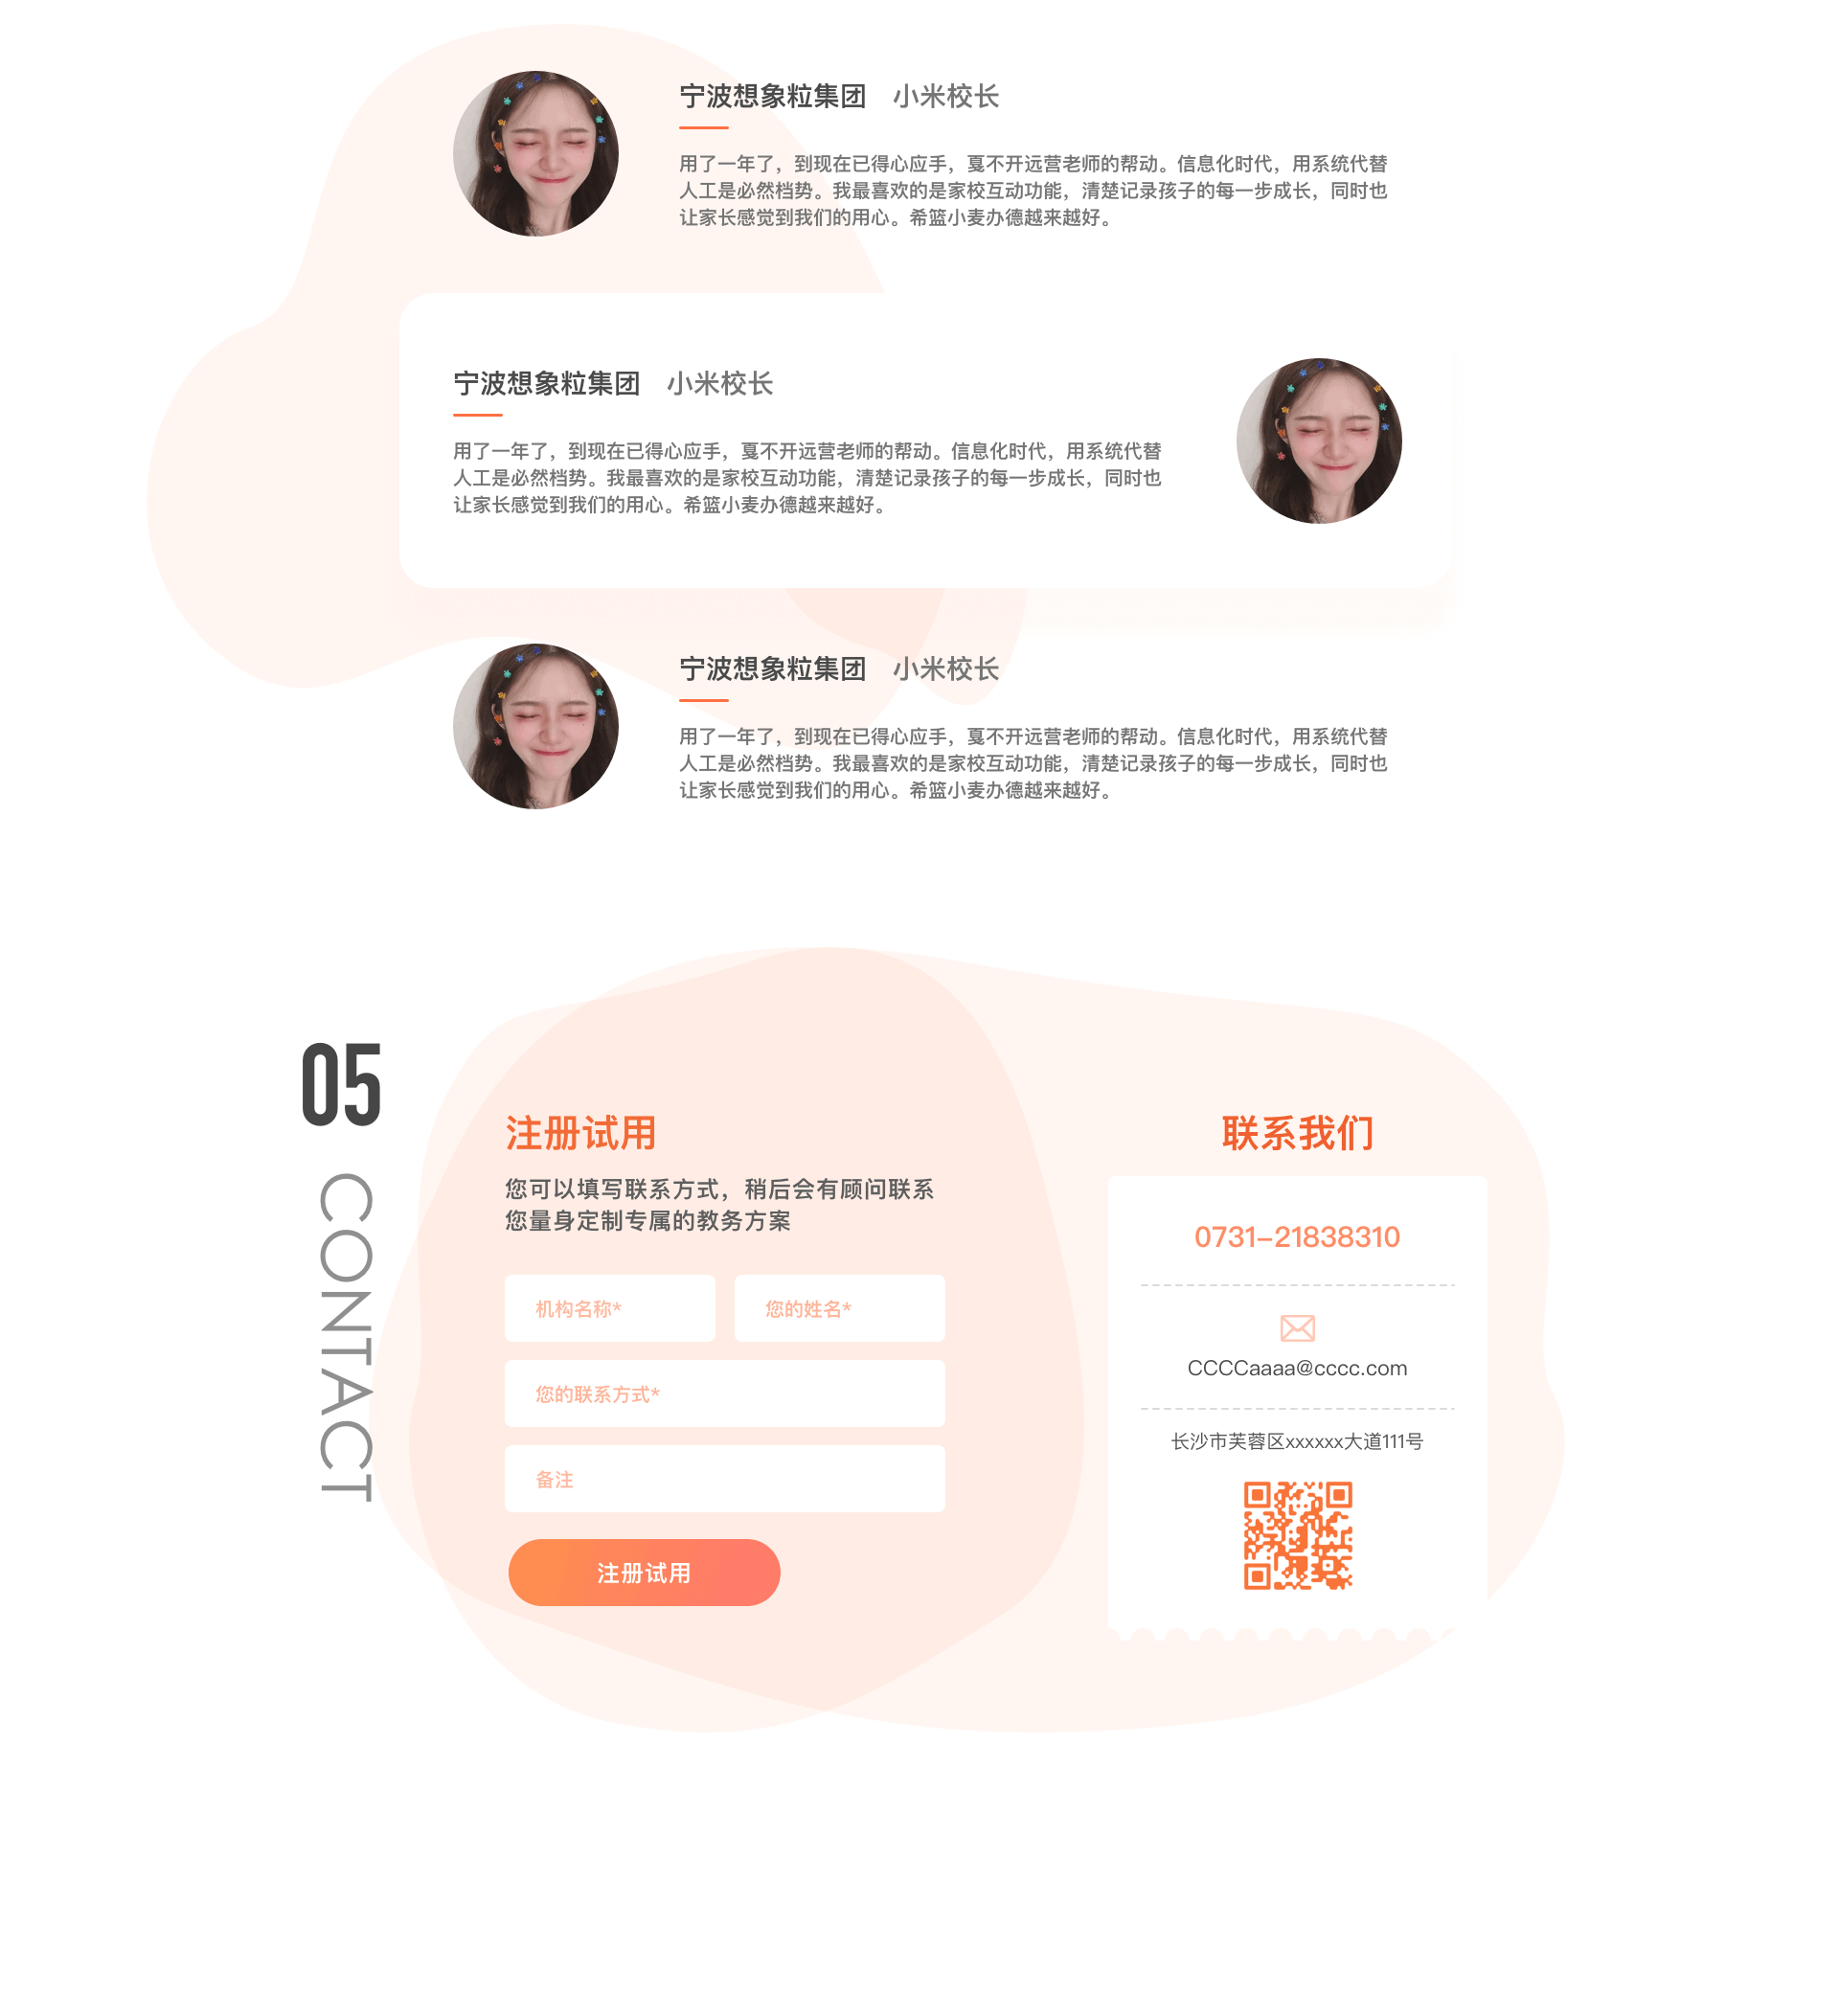 宁波想象粒集团 小米校长
用了一年了，到现在已得心应手，戛不开远营老师的帮动。信息化时代，用系统代替
人工是必然档势。我最喜欢的是家校互动功能，清楚记录孩子的每一步成长，同时也
让家长感觉到我们的用心。希篮小麦办德越来越好。
宁波想象粒集团 小米校长
用了一年了，到现在已得心应手，戛不开远营老师的帮动。信息化时代，用系统代替
人工是必然档势。我最喜欢的是家校互动功能，清楚记录孩子的每一步成长，同时也
让家长感觉到我们的用心。希篮小麦办德越来越好。
宁波想象粒集团 小米校长
用了一年了，到现在已得心应手，戛不开远营老师的帮动。信息化时代，用系统代替
人工是必然档势。我最喜欢的是家校互动功能，清楚记录孩子的每一步成长，同时也
让家长感觉到我们的用心。希篮小麦办德越来越好。
05
CONTACT
注册试用
您可以填写联系方式，稍后会有顾问联系
您量身定制专属的教务方案
机构名称*
您的姓名*
您的联系方式*
备注
注册试用
联系我们
0731-21838310
CCCCaaaa@cccc.com
长沙市芙蓉区xxxxxx大道111号